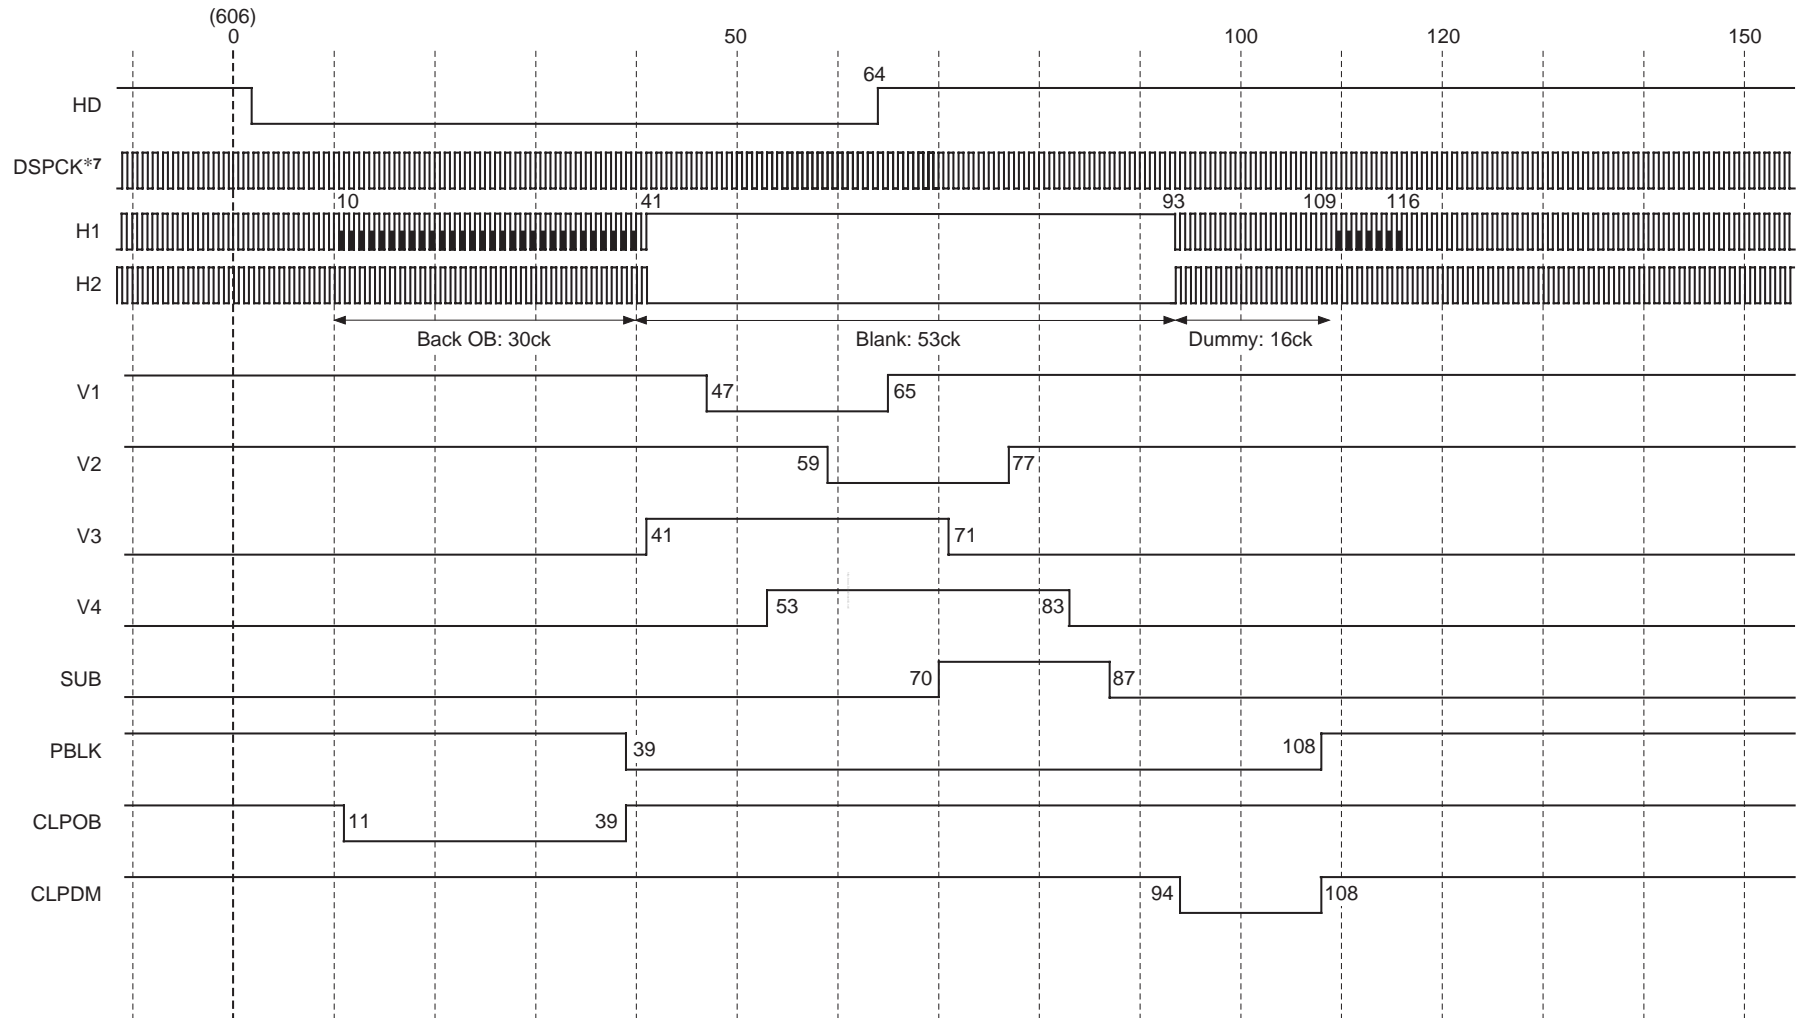 (606)
0 50 100 120 150
64
HD
DSPCK*7
10 41 93 109 116
H1
H2
Back OB: 30ck Blank: 53ck Dummy: 16ck
V1 47 65
V2 59 77
V3 41 71
V4 53 83
SUB 70 87
PBLK 39 108
CLPOB 11 39
CLPDM 94 108